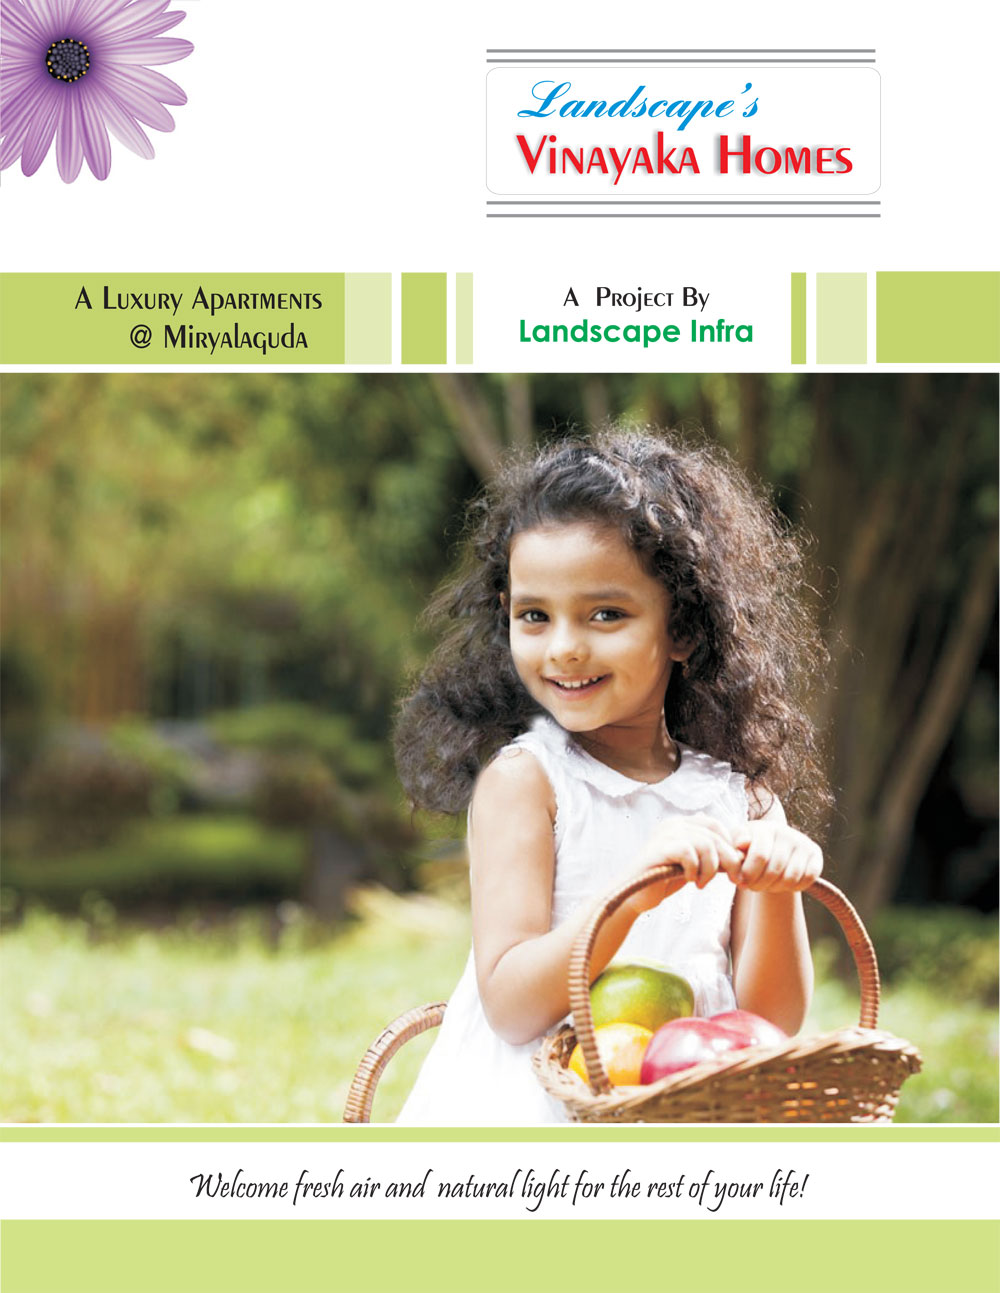 Landscape's
Vinayaka Homes
A Luxury Apartments
@ Miryalaguda
A Project By
Landscape Infra
Welcome fresh air and natural light for the rest of your life!